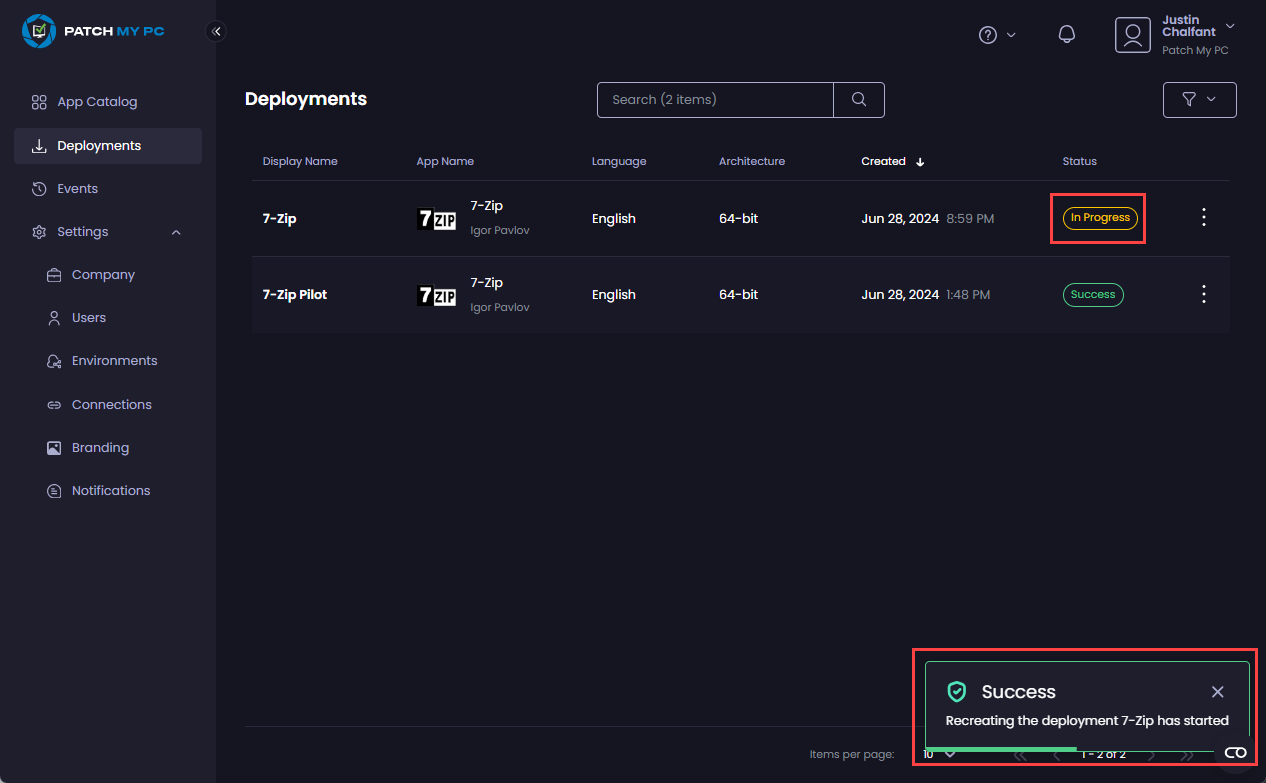 PATCH MY PC
Justin
Chalfant
Patch My PC
App Catalog
Deployments
Events
Settings
Company
Users
Environments
Connections
Branding
Notifications
Deployments
Search (2 items)
Display Name App Name Language Architecture Created Status
7-Zip 7ZIP 7-Zip English 64-bit Jun 28, 2024 8:59 PM In Progress
Igor Pavlov
7-Zip Pilot 7ZIP 7-Zip English 64-bit Jun 28, 2024 1:48 PM Success
Igor Pavlov
Success
Recreating the deployment 7-Zip has started
Items per page: 10 1 - 2 of 2